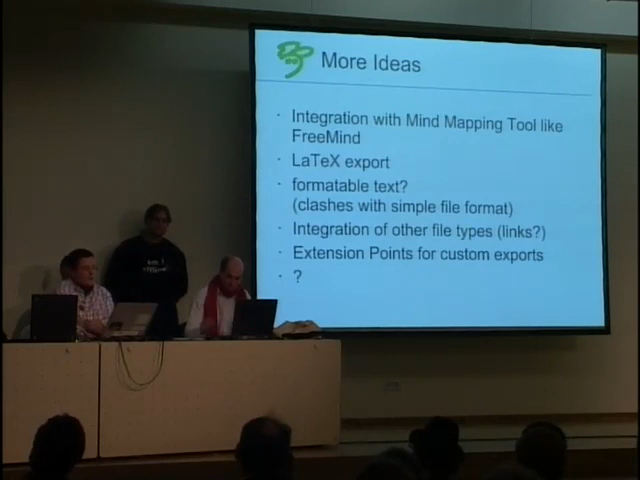 More Ideas
· Integration with Mind Mapping Tool like
FreeMind
· LaTeX export
· formatable text?
(clashes with simple file format)
· Integration of other file types (links?)
· Extension Points for custom exports
· ?